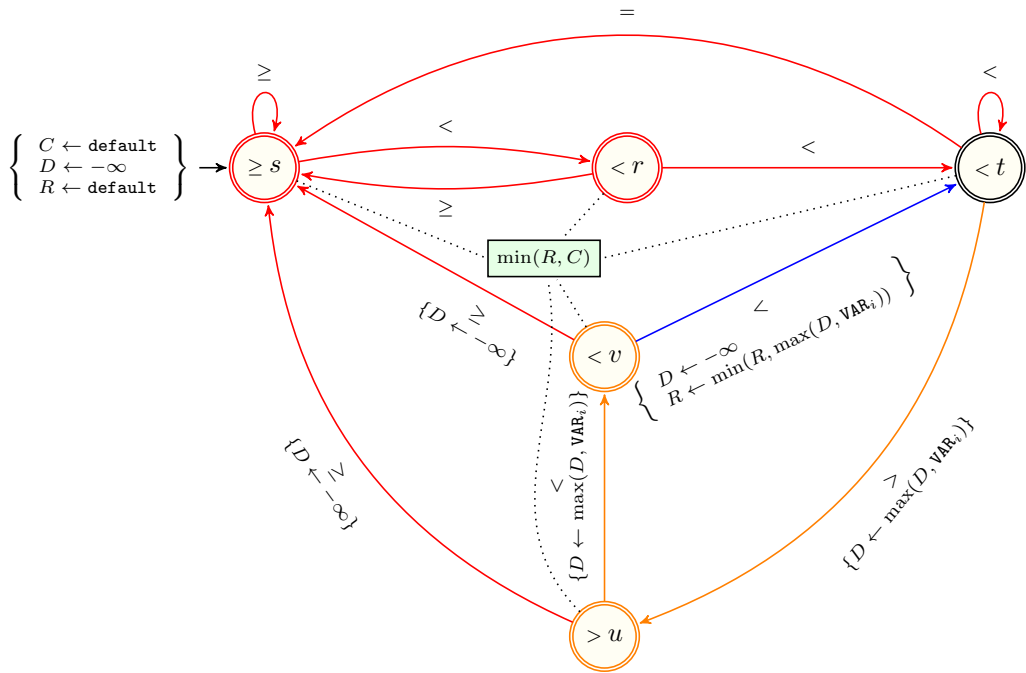 =
≥
<
C ← default
D ← −∞
R ← default
≥ s
<
< r
<
< t
≥
min(R, C)
≥
{D ← −∞}
<
D ← −∞
R ← min(R, max(D, VAR_i))
< v
≥
{D ← −∞}
<
{D ← max(D, VAR_i)}
>
{D ← max(D, VAR_i)}
> u